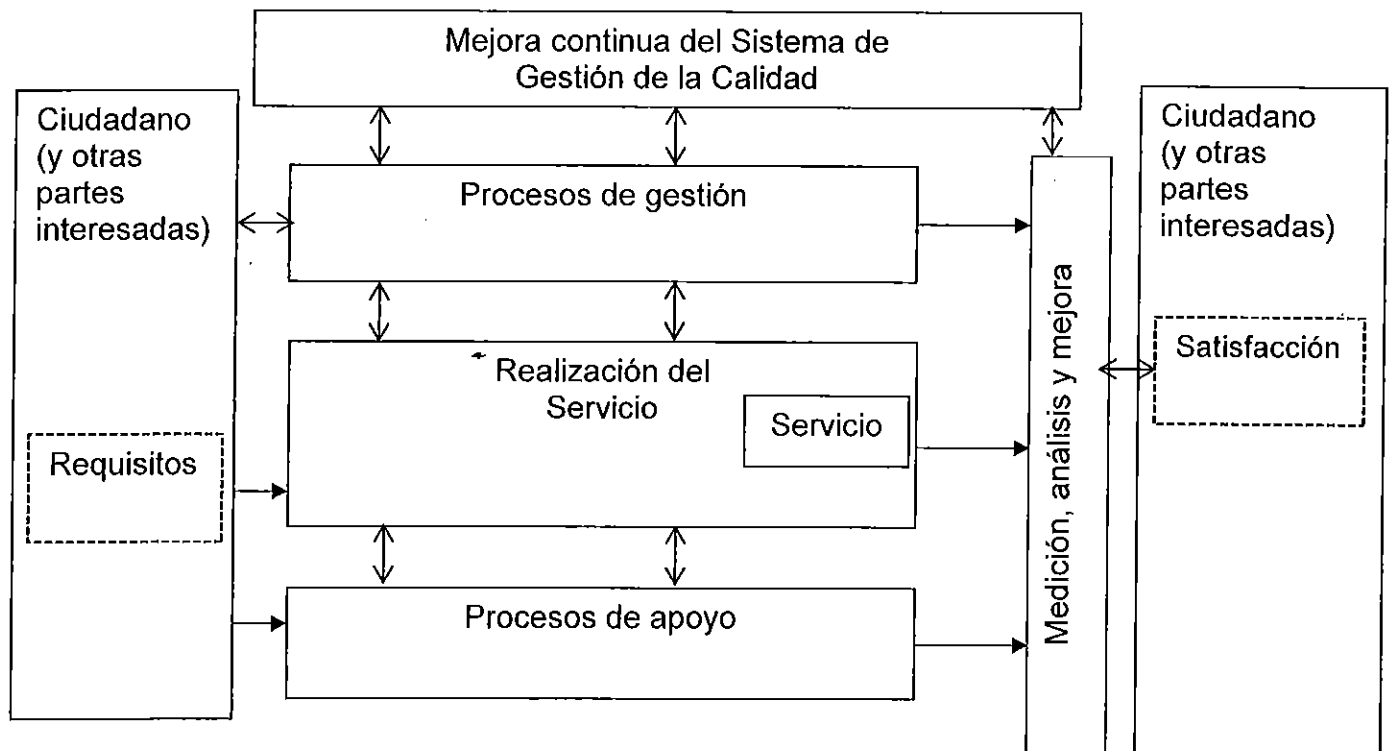 Mejora continua del Sistema de
Gestión de la Calidad
Ciudadano
(y otras
partes
interesadas)
Requisitos
Procesos de gestión
Realización del
Servicio
Servicio
Procesos de apoyo
Medición, análisis y mejora
Ciudadano
(y otras
partes
interesadas)
Satisfacción